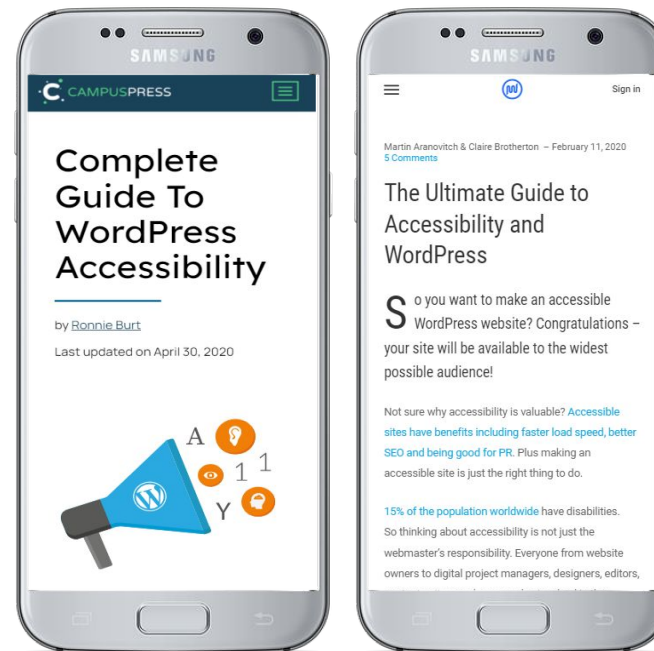 SAMSUNG
CAMPUSPRESS
Complete
Guide To
WordPress
Accessibility
by Ronnie Burt
Last updated on April 30, 2020
A
1 1
Y
SAMSUNG
Sign in
Martin Aranovitch & Claire Brotherton – February 11, 2020
5 Comments
The Ultimate Guide to
Accessibility and
WordPress
So you want to make an accessible
WordPress website? Congratulations –
your site will be available to the widest
possible audience!
Not sure why accessibility is valuable? Accessible
sites have benefits including faster load speed, better
SEO and being good for PR. Plus making an
accessible site is just the right thing to do.
15% of the population worldwide have disabilities.
So thinking about accessibility is not just the
webmaster's responsibility. Everyone from website
owners to digital project managers, designers, editors,